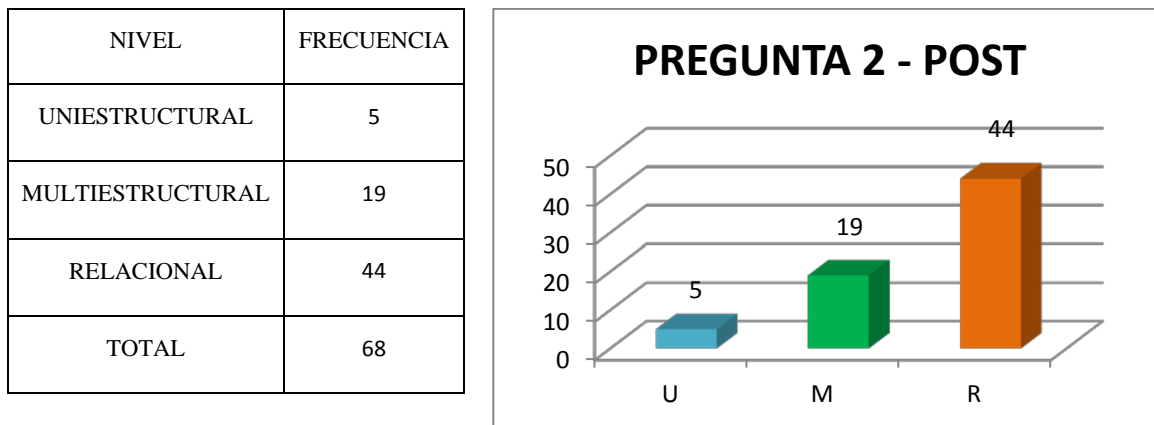 NIVEL FRECUENCIA
UNIESTRUCTURAL 5
MULTIESTRUCTURAL 19
RELACIONAL 44
TOTAL 68
PREGUNTA 2 - POST
44
50
40
19
30
20
5
10
0
U M R